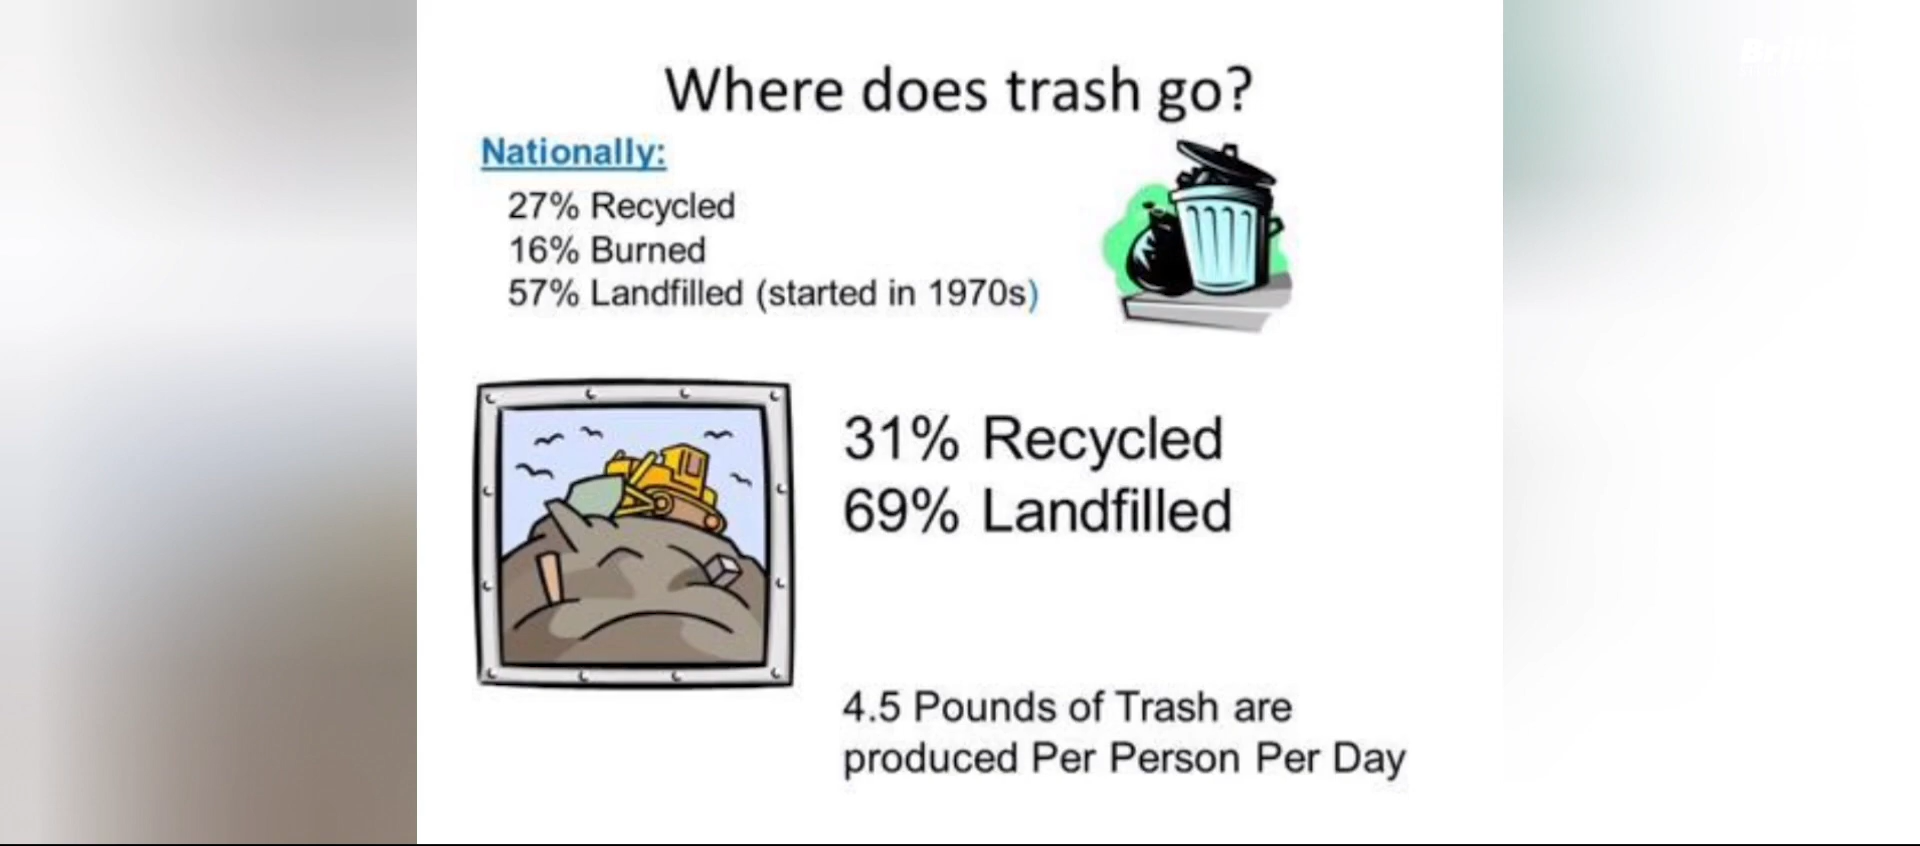 Where does trash go?
Nationally:
27% Recycled
16% Burned
57% Landfilled (started in 1970s)
31% Recycled
69% Landfilled
4.5 Pounds of Trash are
produced Per Person Per Day